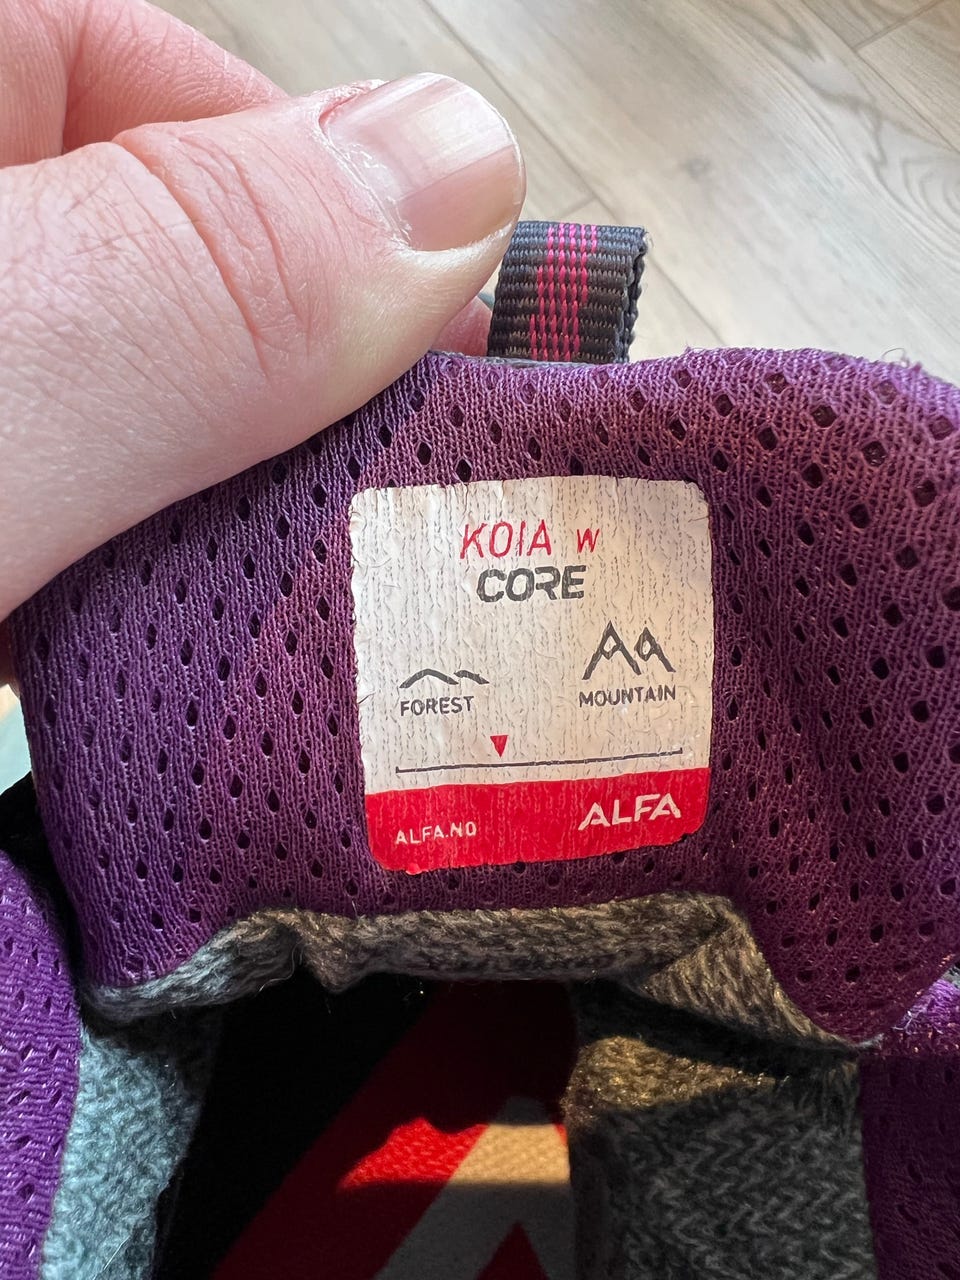 KOIA W
CORE
FOREST MOUNTAIN
ALFA.NO ALFA